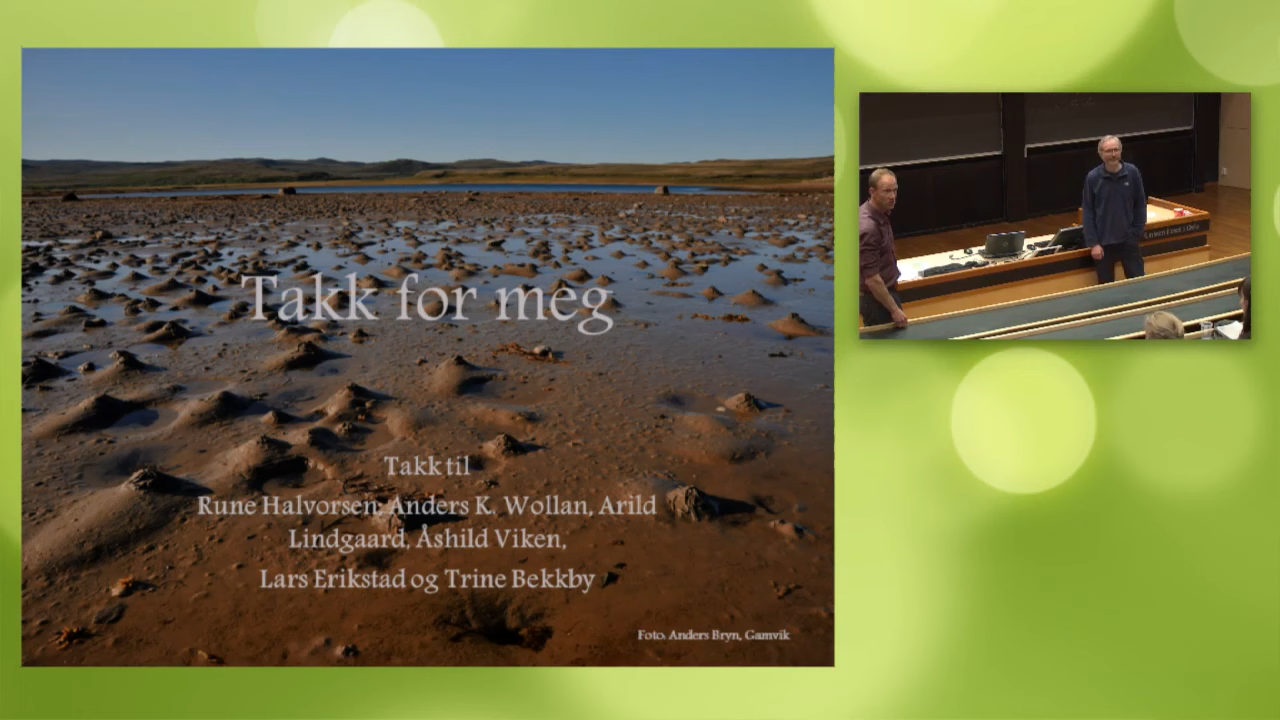 Takk for meg
Takk til
Rune Halvorsen, Anders K. Wollan, Arild
Lindgaard, Åshild Viken,
Lars Erikstad og Trine Bekkby
Foto: Anders Bryn, Gamvik